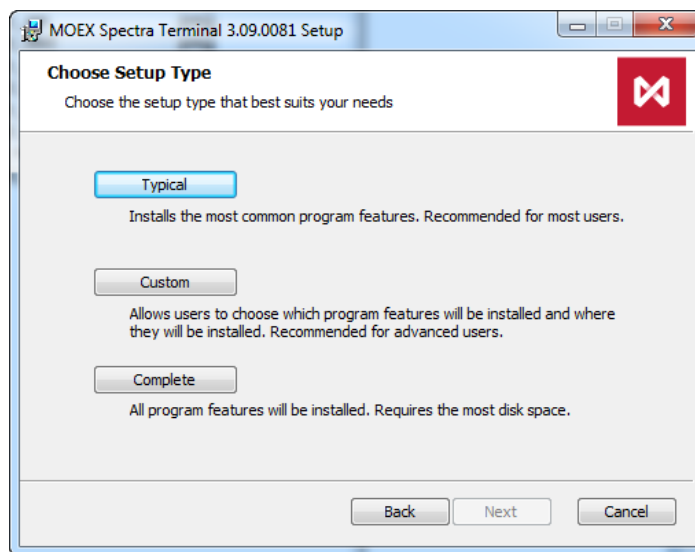 MOEX Spectra Terminal 3.09.0081 Setup
Choose Setup Type
Choose the setup type that best suits your needs
Typical
Installs the most common program features. Recommended for most users.
Custom
Allows users to choose which program features will be installed and where
they will be installed. Recommended for advanced users.
Complete
All program features will be installed. Requires the most disk space.
Back Next Cancel